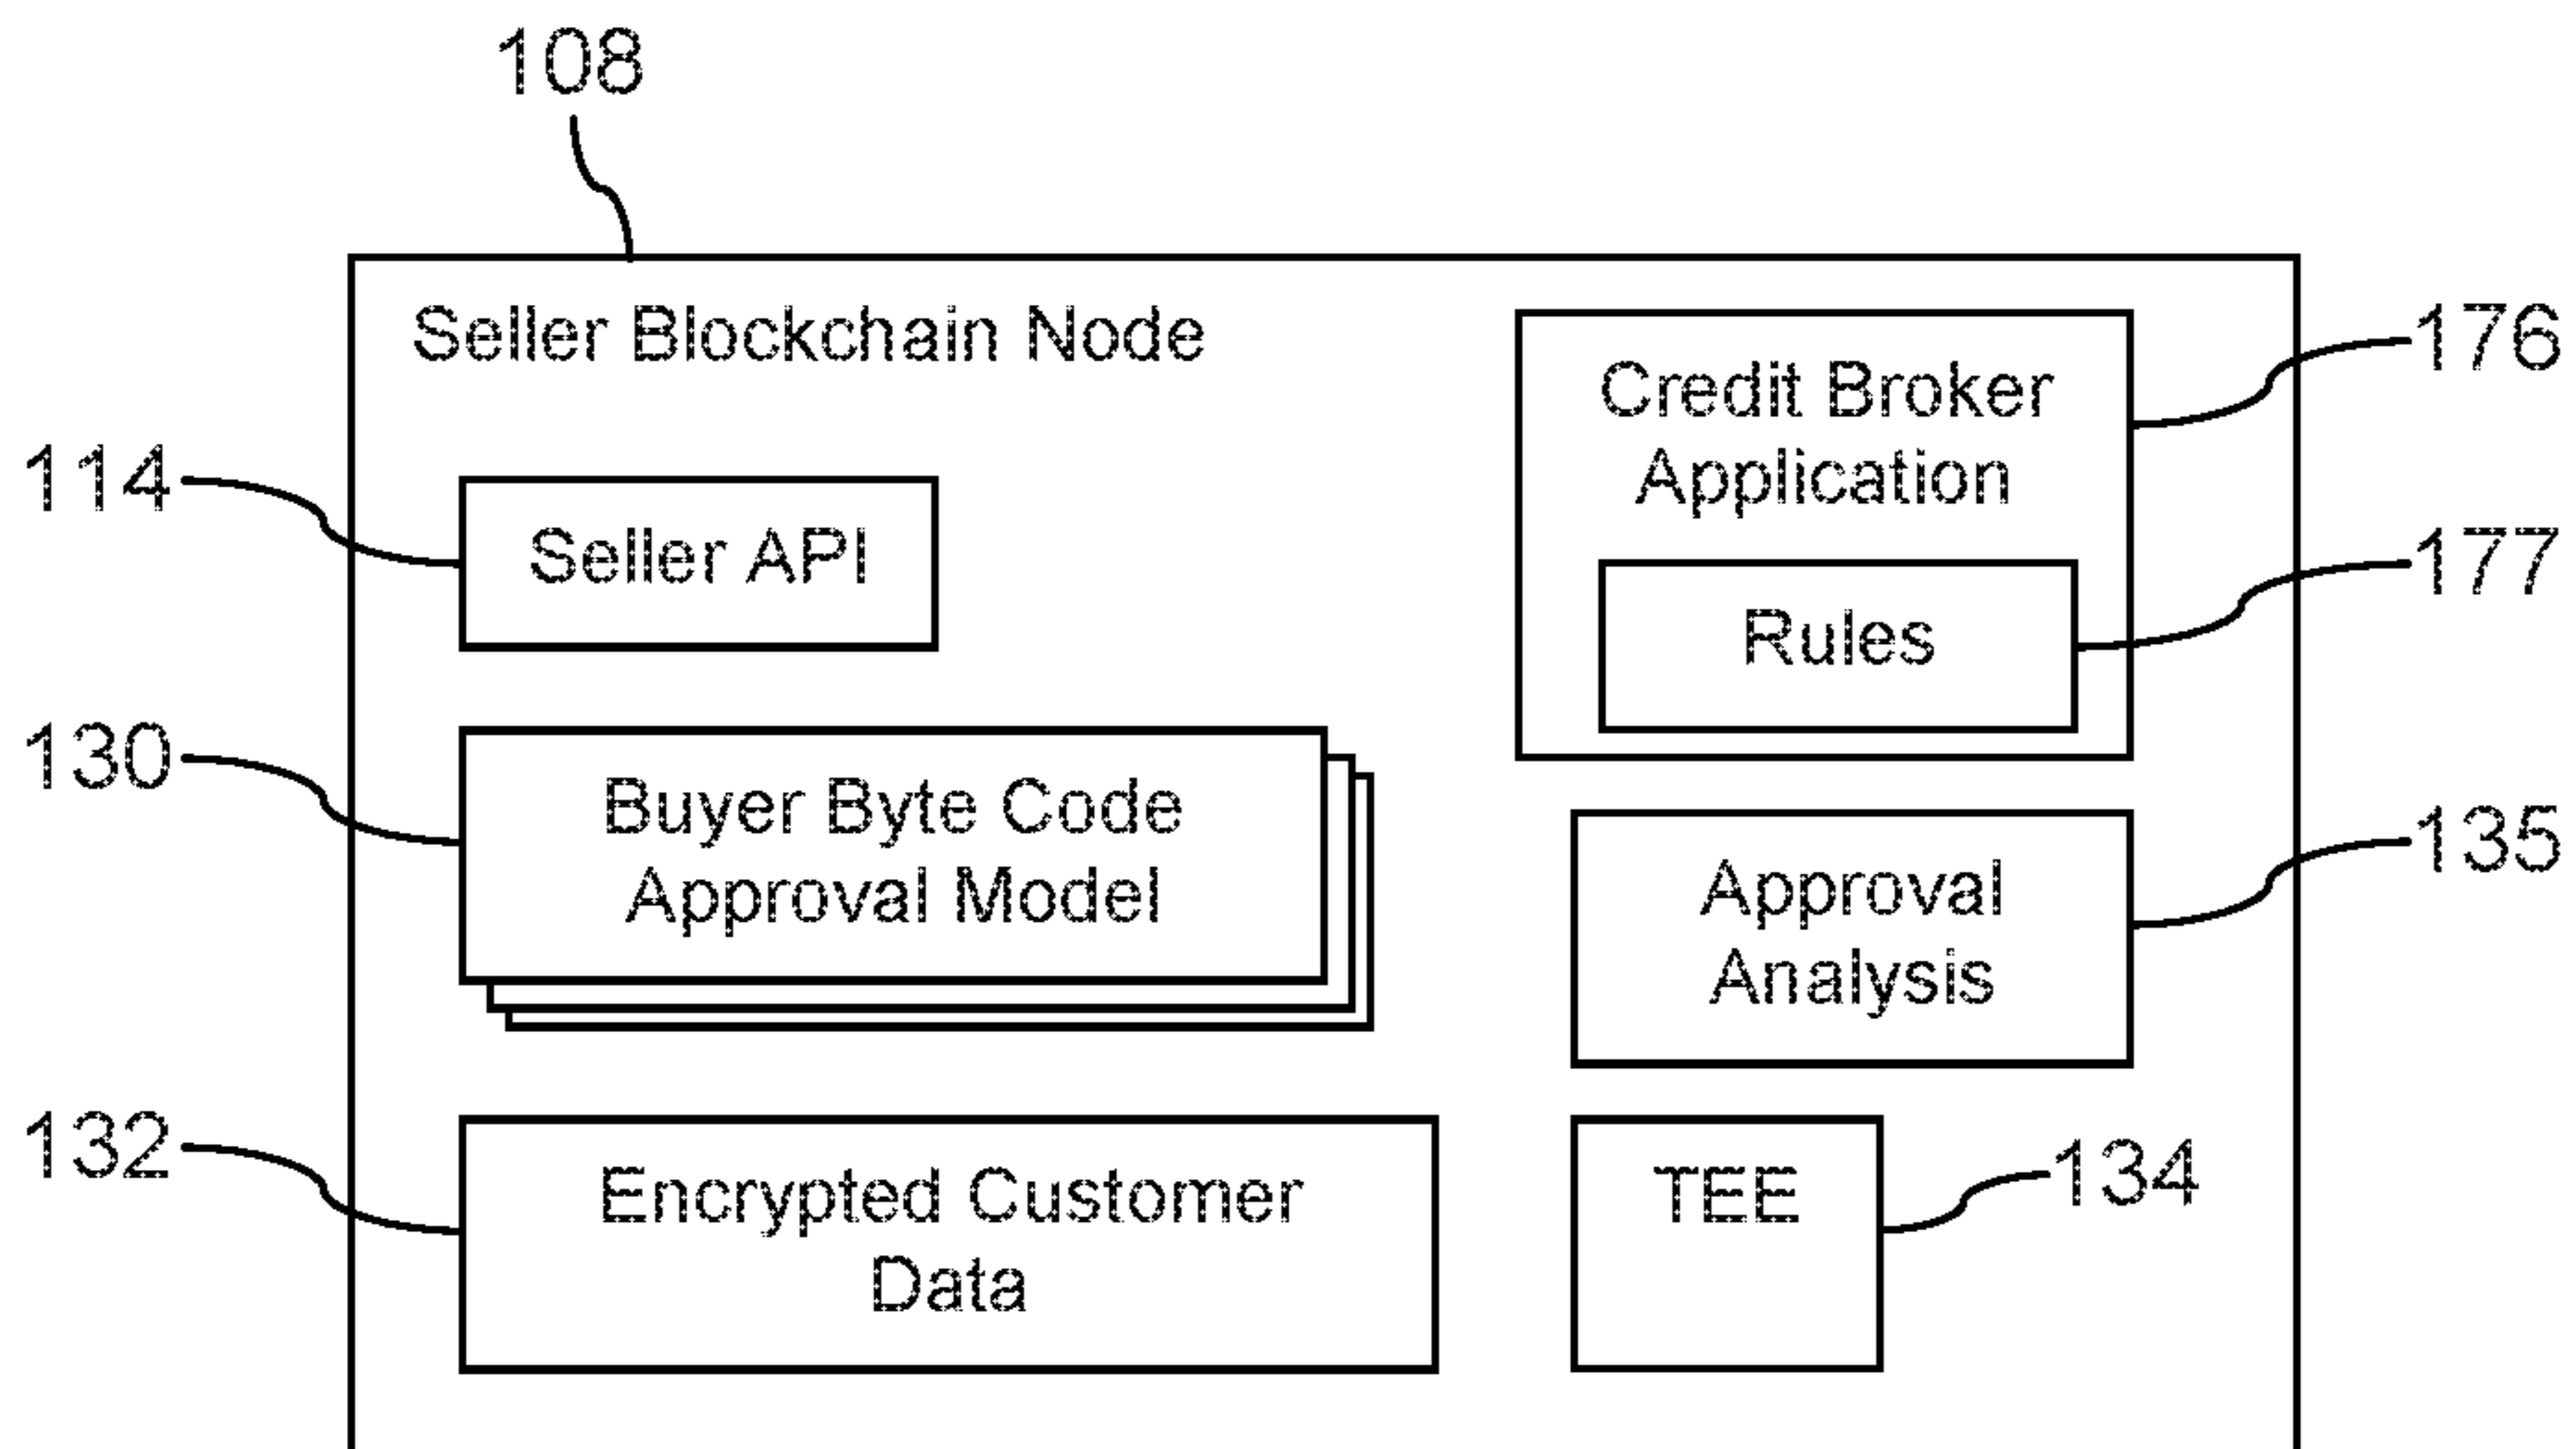 108
Seller Blockchain Node
176
Credit Broker
Application
114
Seller API
177
Rules
130
Buyer Byte Code
Approval Model
135
Approval
Analysis
132
Encrypted Customer
Data
TEE
134